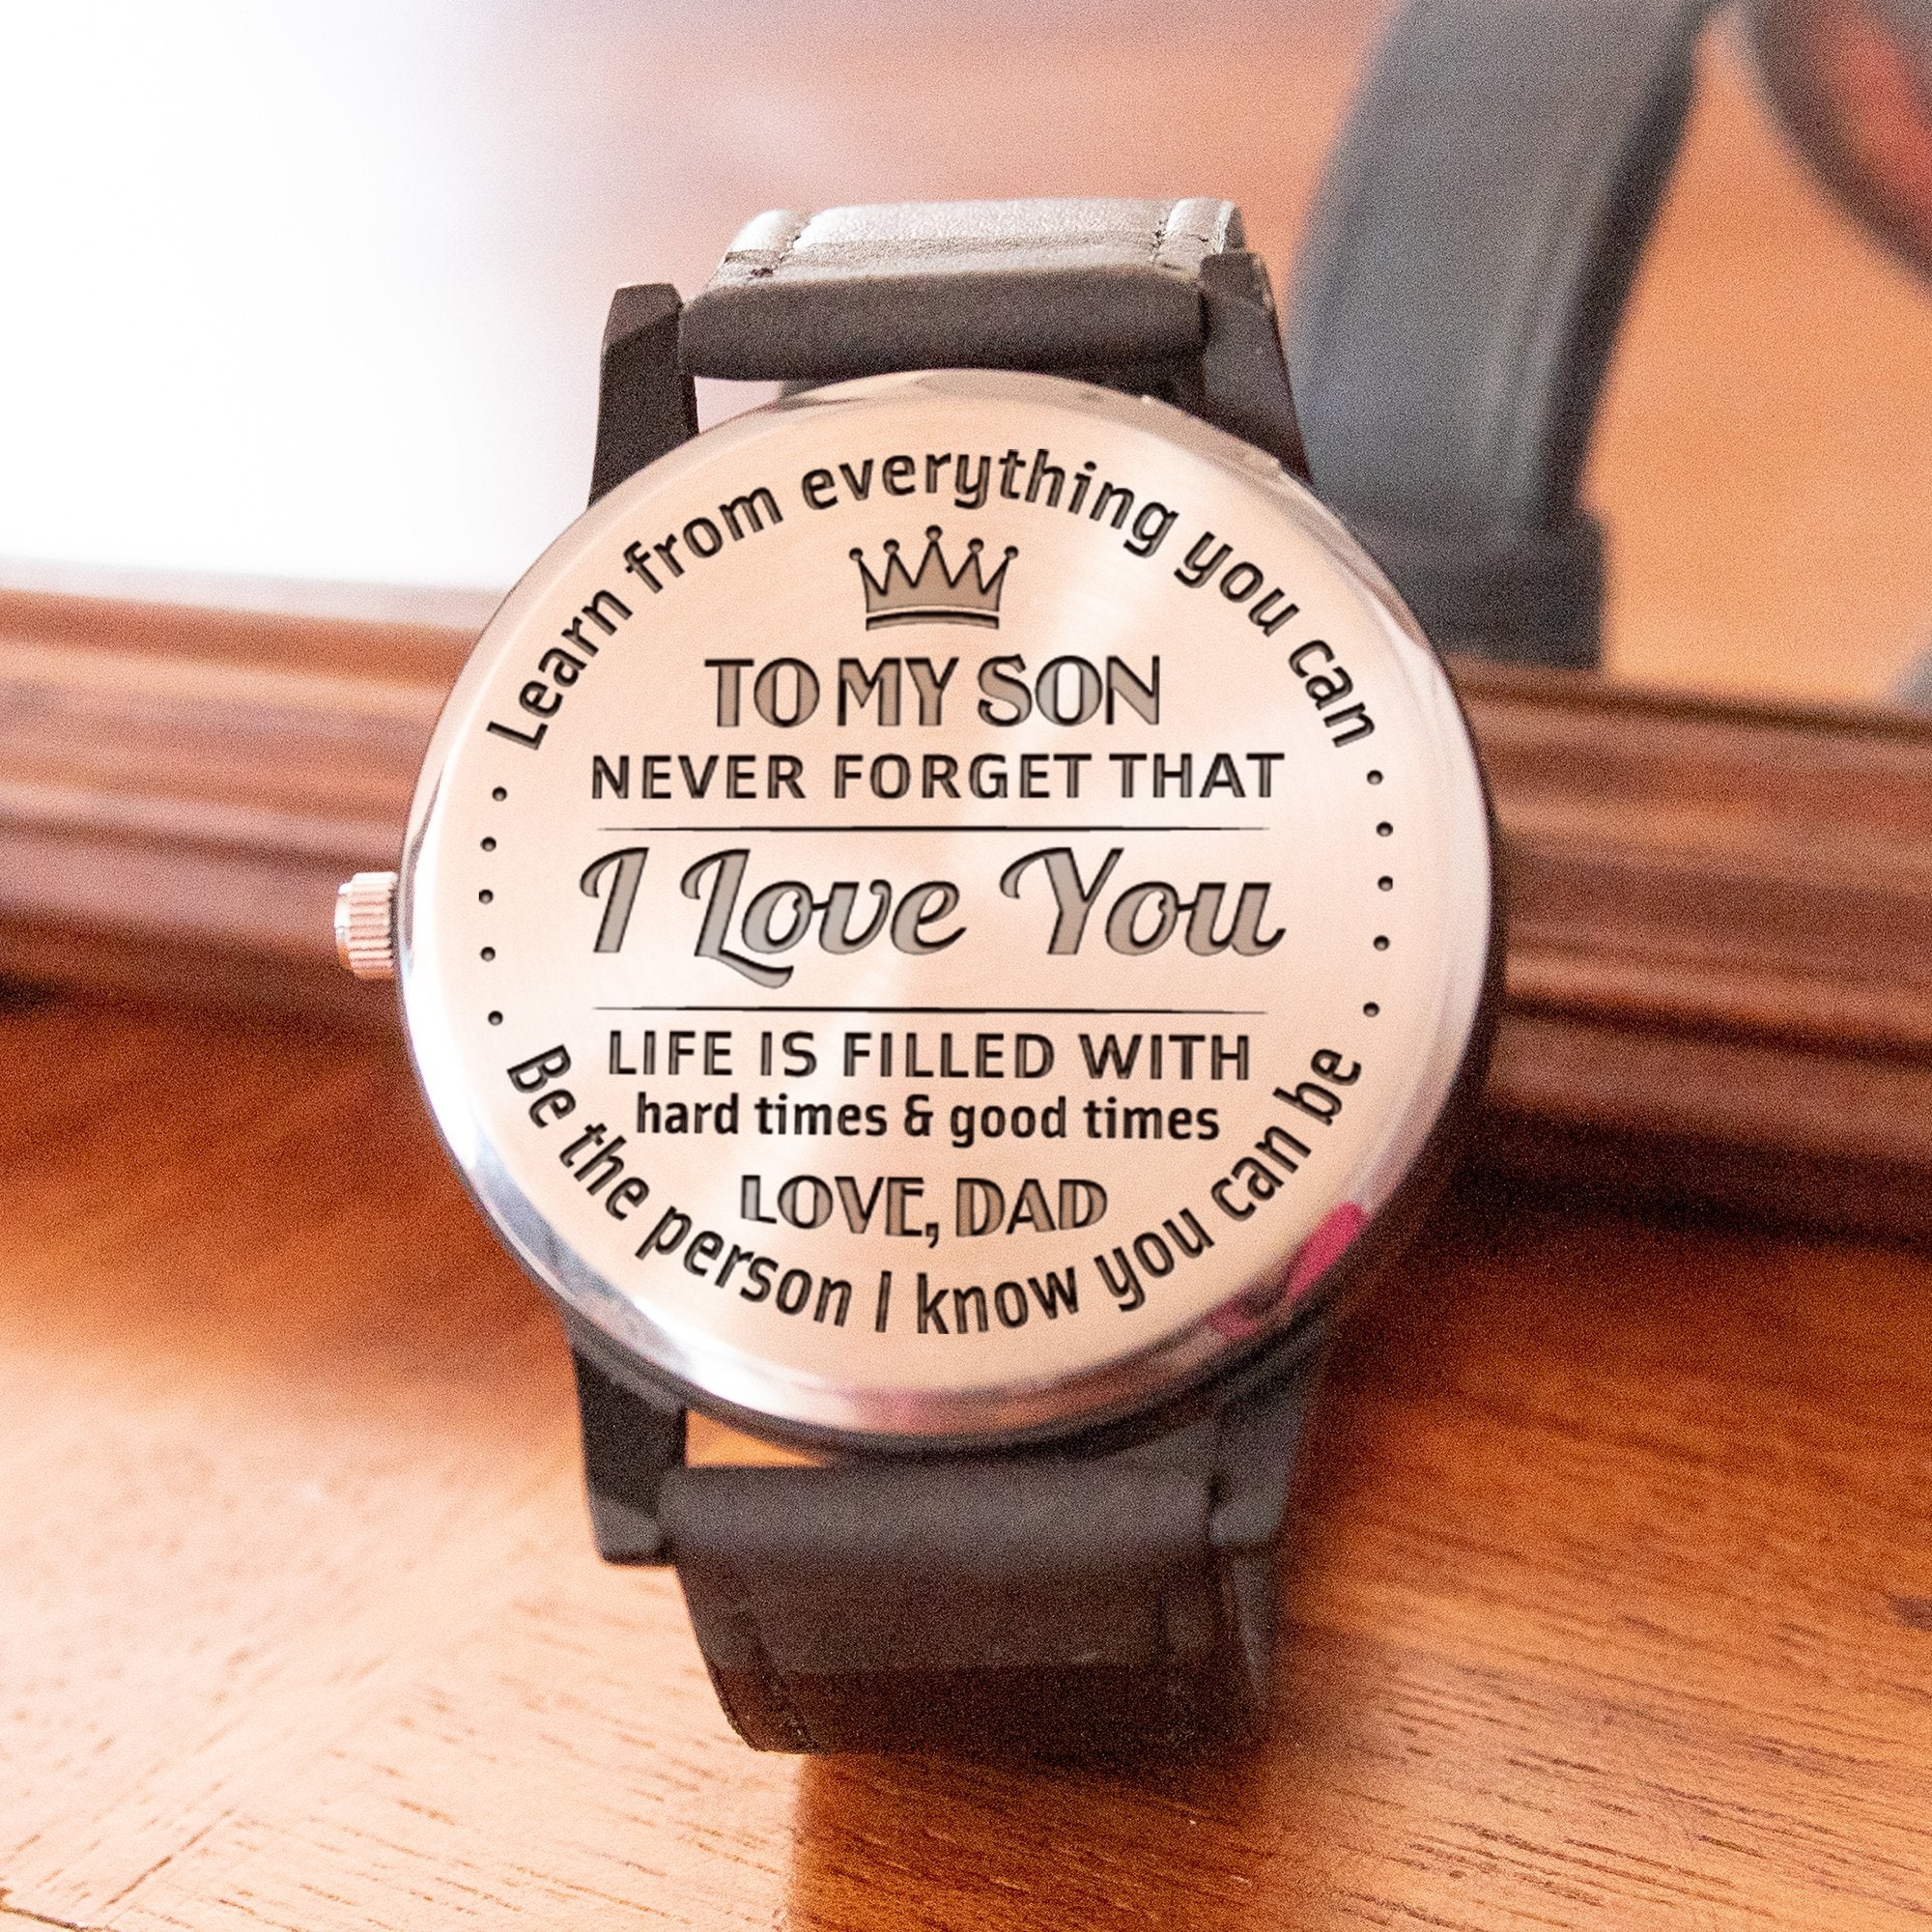 Learn from everything you can
TO MY SON
NEVER FORGET THAT
I Love You
LIFE IS FILLED WITH
hard times & good times
LOVE, DAD
Be the person I know you can be